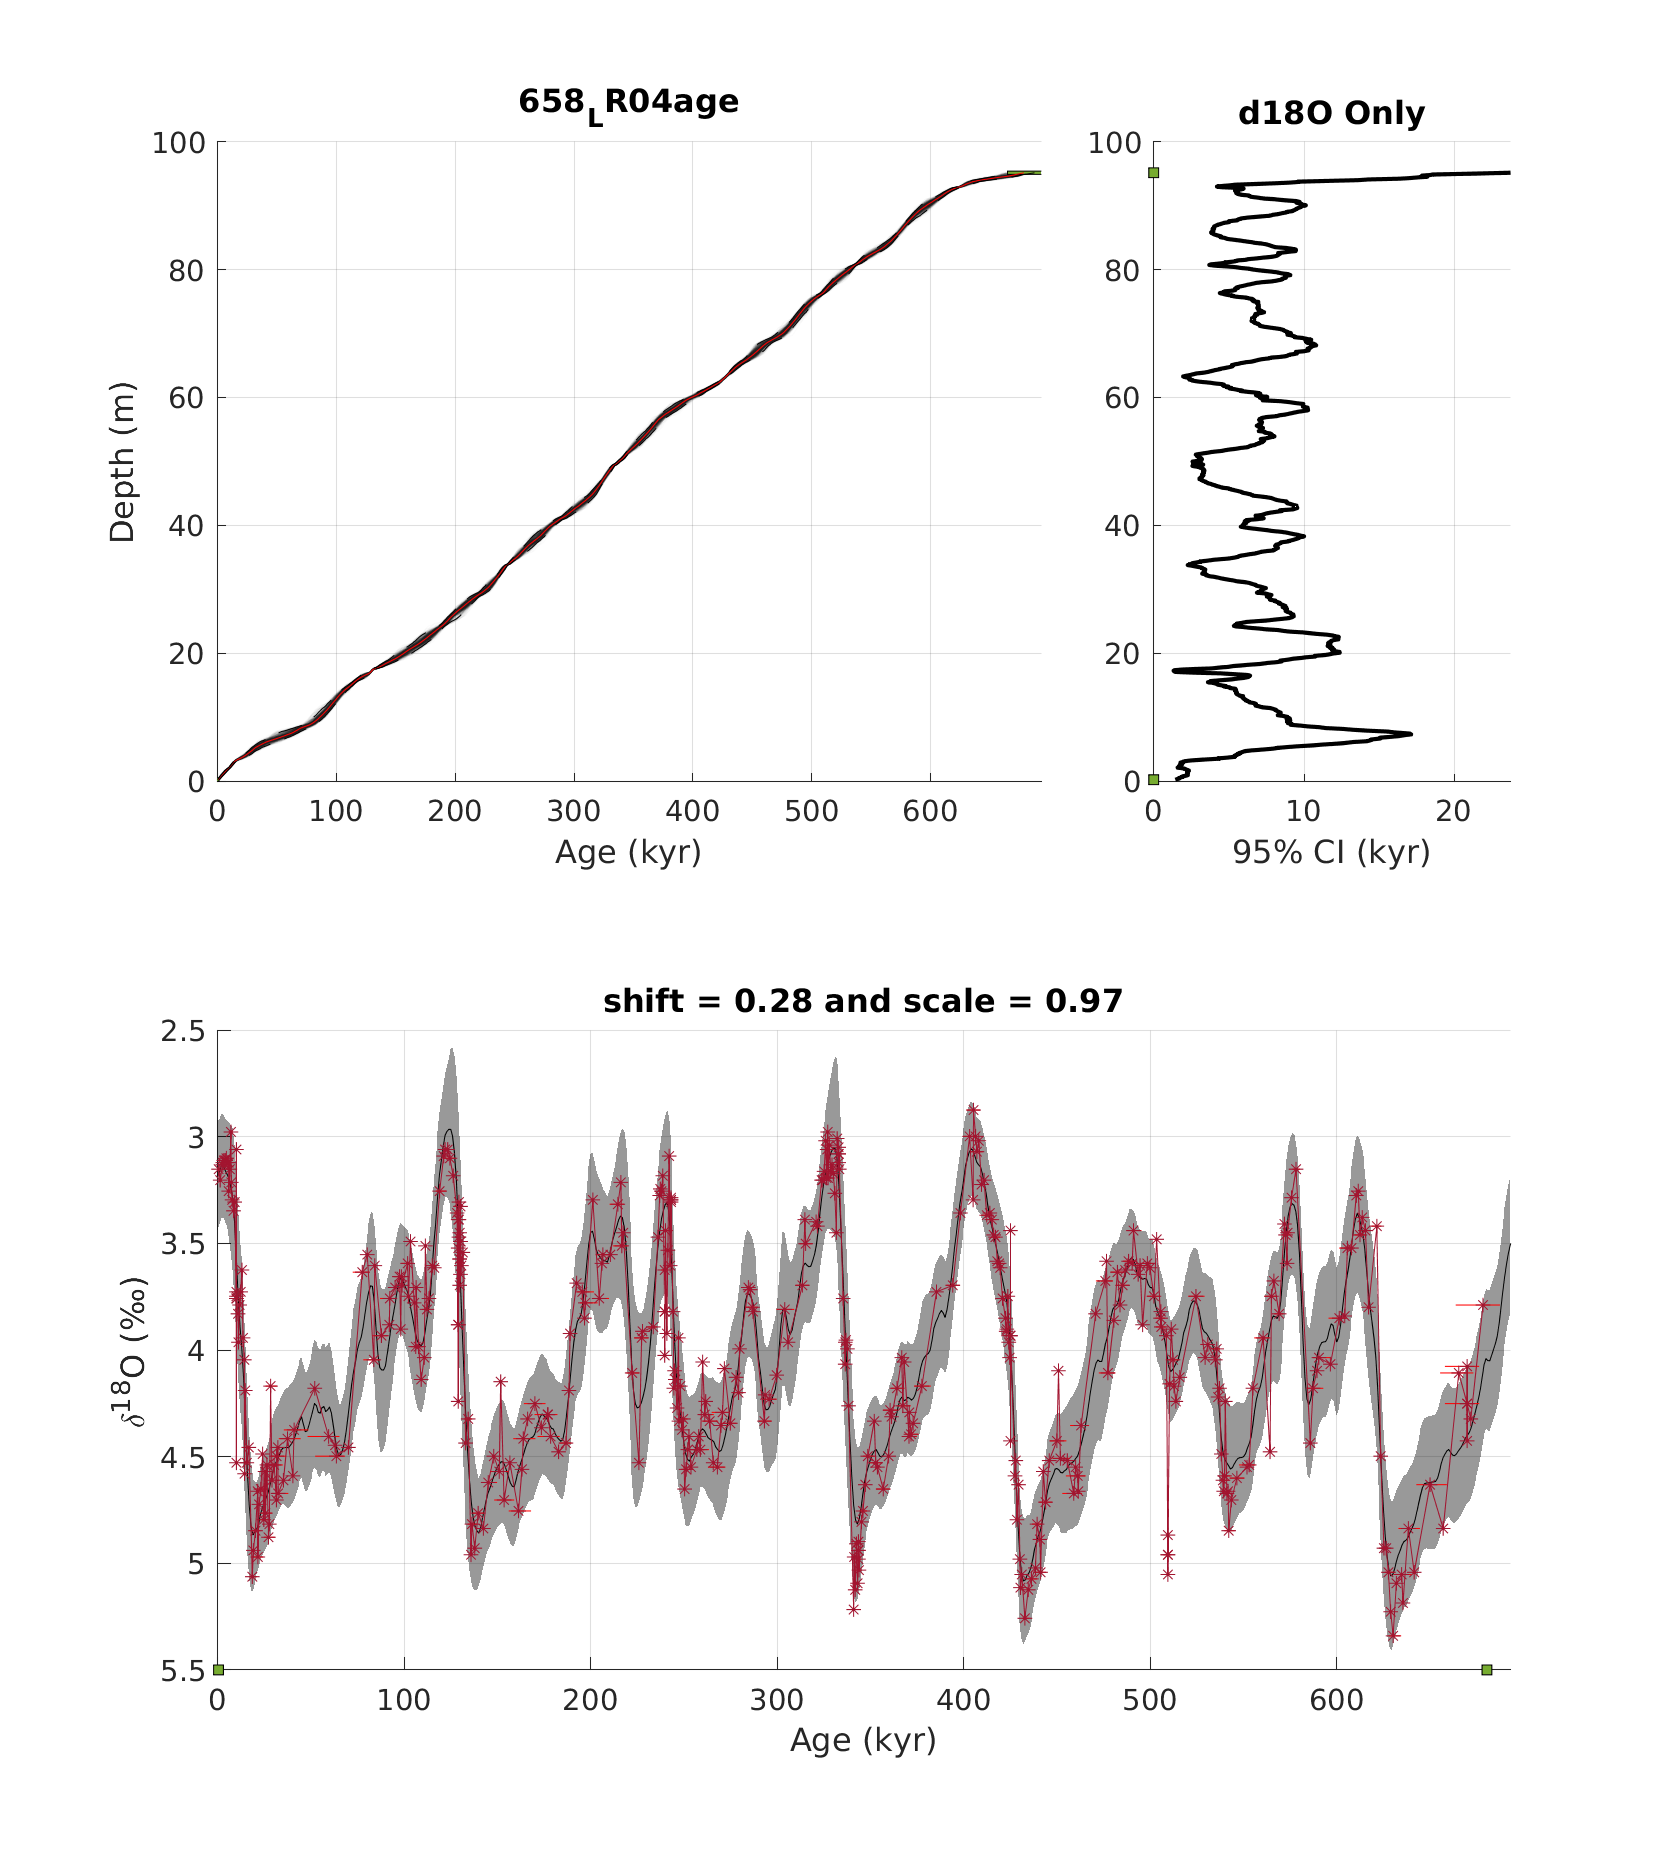 658LR04age
100
80
60
40
20
0
Depth (m)
0 100 200 300 400 500 600
Age (kyr)
d18O Only
100
80
60
40
20
0
0 10 20
95% CI (kyr)
shift = 0.28 and scale = 0.97
2.5
3
3.5
4
4.5
5
5.5
δ18O (‰)
0 100 200 300 400 500 600
Age (kyr)